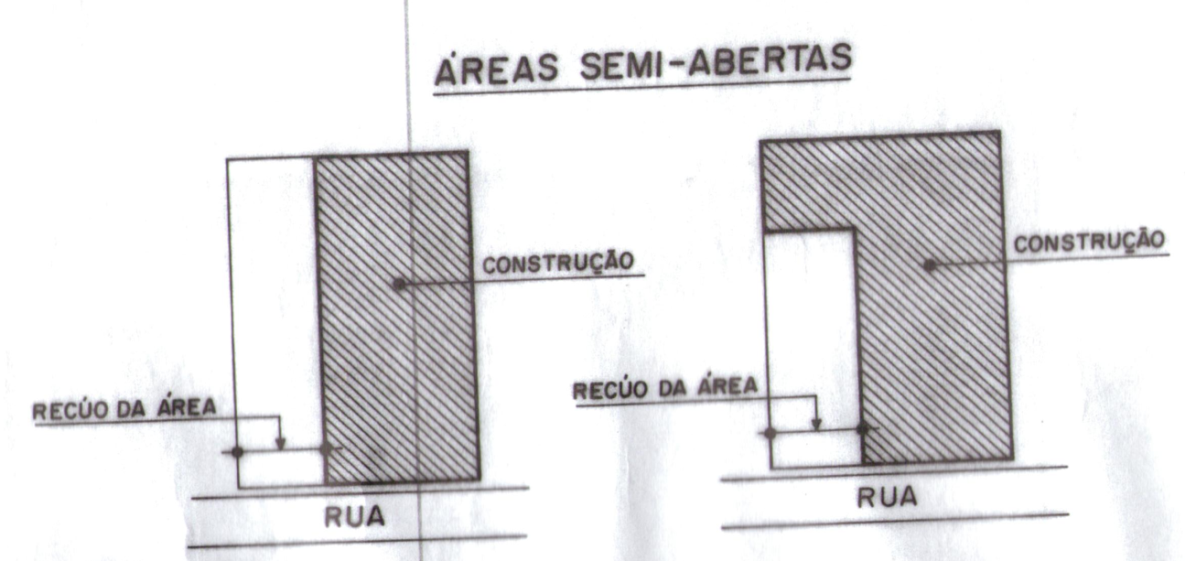 ÁREAS SEMI-ABERTAS
CONSTRUÇÃO
RECÚO DA ÁREA
RUA
CONSTRUÇÃO
RECÚO DA ÁREA
RUA